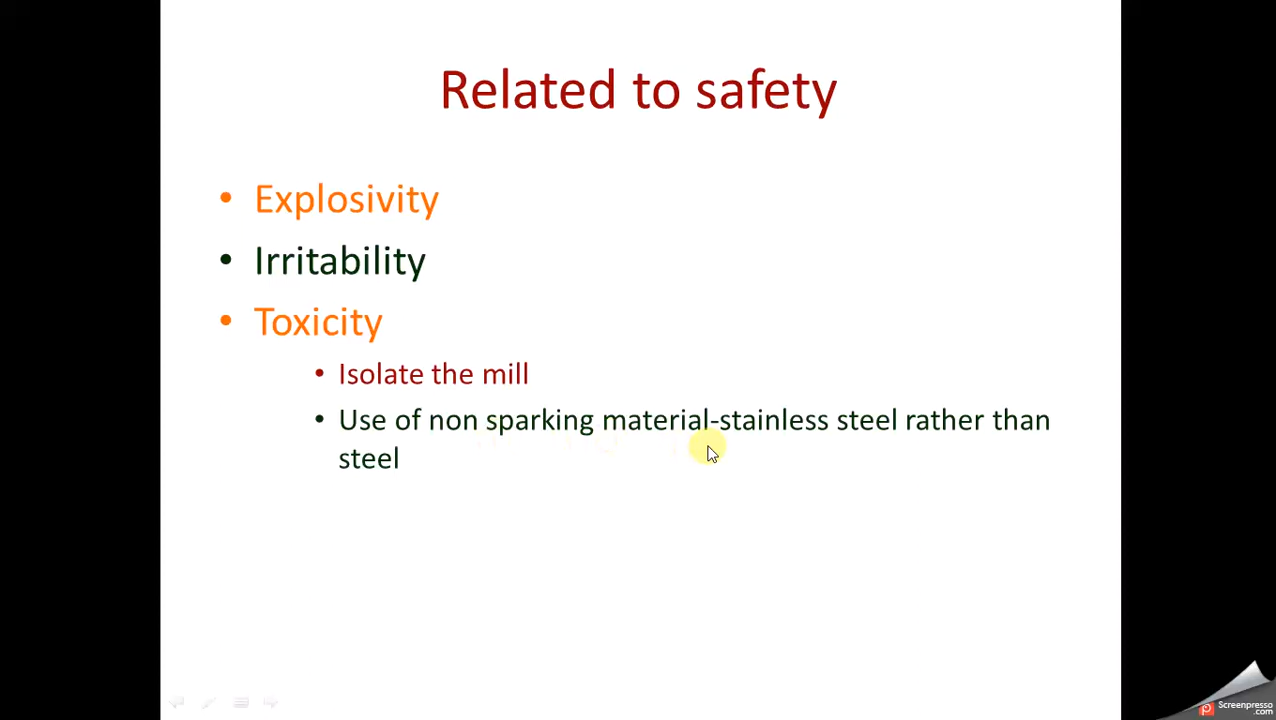 Related to safety
• Explosivity
• Irritability
• Toxicity
• Isolate the mill
• Use of non sparking material-stainless steel rather than
steel
Screenpresso
.com